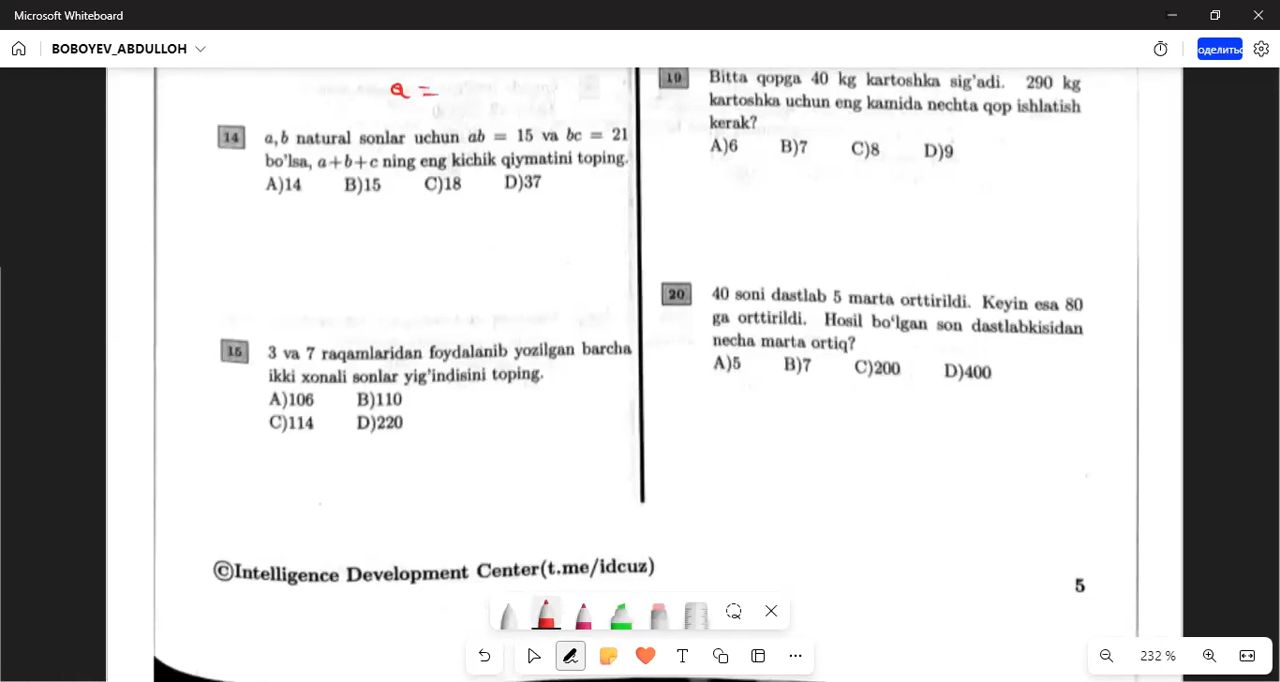 Microsoft Whiteboard
BOBOYEV_ABDULLOH
оделитьс
a =
14 a, b natural sonlar uchun ab = 15 va bc = 21
bo'lsa, a+b+c ning eng kichik qiymatini toping.
A)14 B)15 C)18 D)37
15 3 va 7 raqamlaridan foydalanib yozilgan barcha
ikki xonali sonlar yig'indisini toping.
A)106 B)110
C)114 D)220
19 Bitta qopga 40 kg kartoshka sig'adi. 290 kg
kartoshka uchun eng kamida nechta qop ishlatish
kerak?
A)6 B)7 C)8 D)9
20 40 soni dastlab 5 marta orttirildi. Keyin esa 80
ga orttirildi. Hosil bo'lgan son dastlabkisidan
necha marta ortiq?
A)5 B)7 C)200 D)400
©Intelligence Development Center(t.me/idcuz)
5
232 %